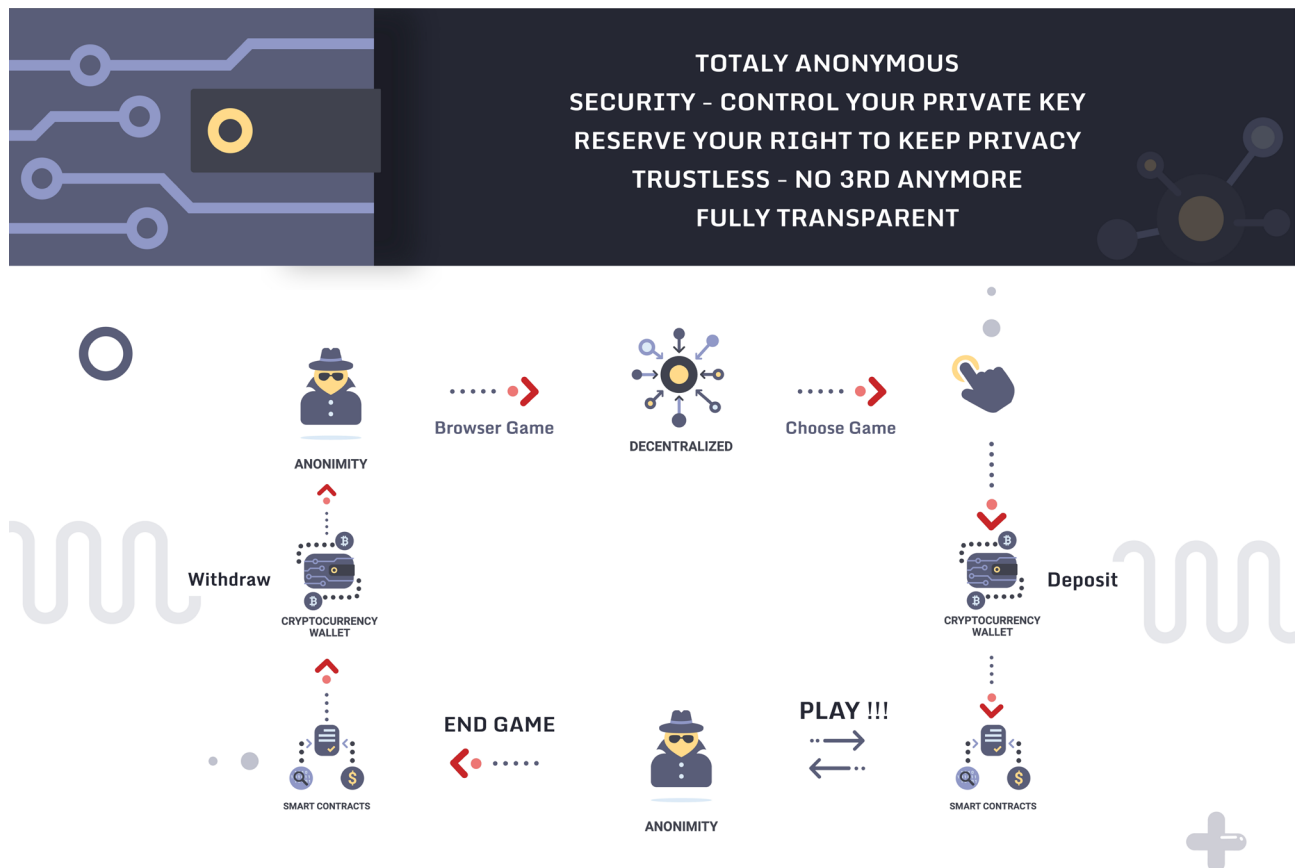 TOTALY ANONYMOUS
SECURITY - CONTROL YOUR PRIVATE KEY
RESERVE YOUR RIGHT TO KEEP PRIVACY
TRUSTLESS - NO 3RD ANYMORE
FULLY TRANSPARENT
Browser Game
Choose Game
DECENTRALIZED
ANONIMITY
Withdraw
Deposit
CRYPTOCURRENCY
WALLET
CRYPTOCURRENCY
WALLET
END GAME
PLAY !!!
SMART CONTRACTS
SMART CONTRACTS
ANONIMITY